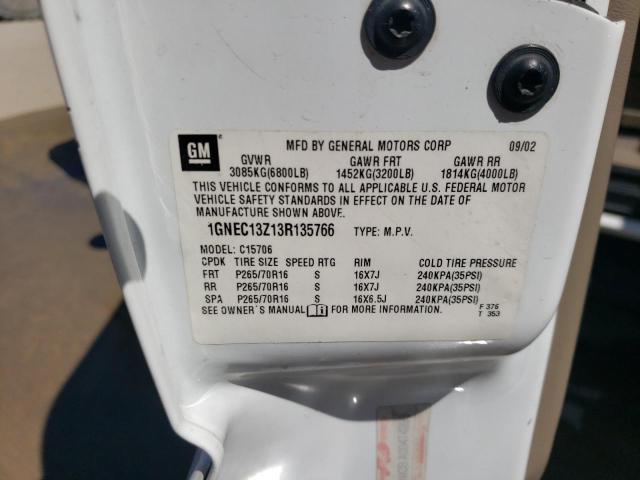 GM
MFD BY GENERAL MOTORS CORP 09/02
GVWR GAWR FRT GAWR RR
3085KG(6800LB) 1452KG(3200LB) 1814KG(4000LB)
THIS VEHICLE CONFORMS TO ALL APPLICABLE U.S. FEDERAL MOTOR
VEHICLE SAFETY STANDARDS IN EFFECT ON THE DATE OF
MANUFACTURE SHOWN ABOVE.
1GNEC13Z13R135766 TYPE: M.P.V.
MODEL: C15706
CPDK TIRE SIZE SPEED RTG RIM COLD TIRE PRESSURE
FRT P265/70R16 S 16X7J 240KPA(35PSI)
RR P265/70R16 S 16X7J 240KPA(35PSI)
SPA P265/70R16 S 16X6.5J 240KPA(35PSI)
SEE OWNER'S MANUAL FOR MORE INFORMATION. F 376
T 353